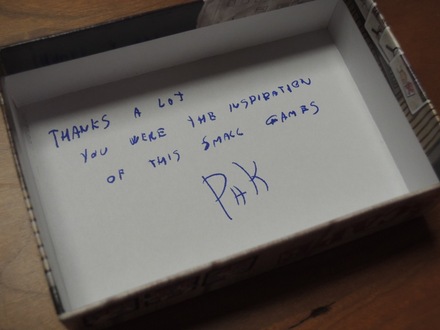 THANKS A LOT
YOU WERE THE INSPIRATION
OF THIS SMALL GAMES
PAK